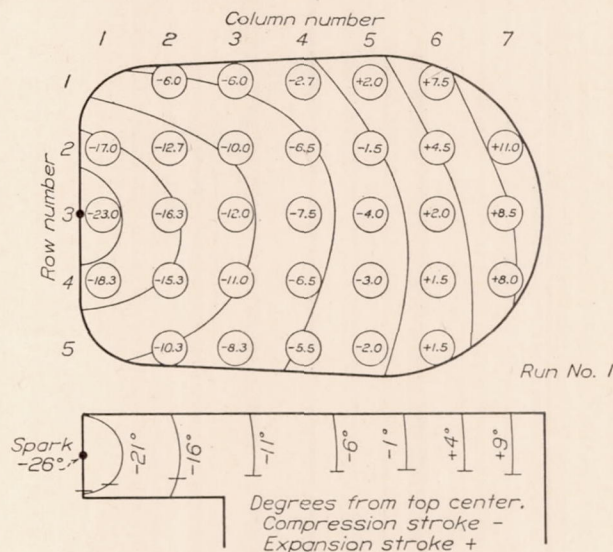 Column number
1 2 3 4 5 6 7
1 -6.0 -6.0 -2.7 +2.0 +7.5
2 -17.0 -12.7 -10.0 -6.5 -1.5 +4.5 +11.0
Row number
3 -23.0 -16.3 -12.0 -7.5 -4.0 +2.0 +8.5
4 -18.3 -15.3 -11.0 -6.5 -3.0 +1.5 +8.0
5 -10.3 -8.3 -5.5 -2.0 +1.5
Run No. 1
Spark
-26°
-21° -16° -11° -6° -1° +4° +9°
Degrees from top center.
Compression stroke -
Expansion stroke +